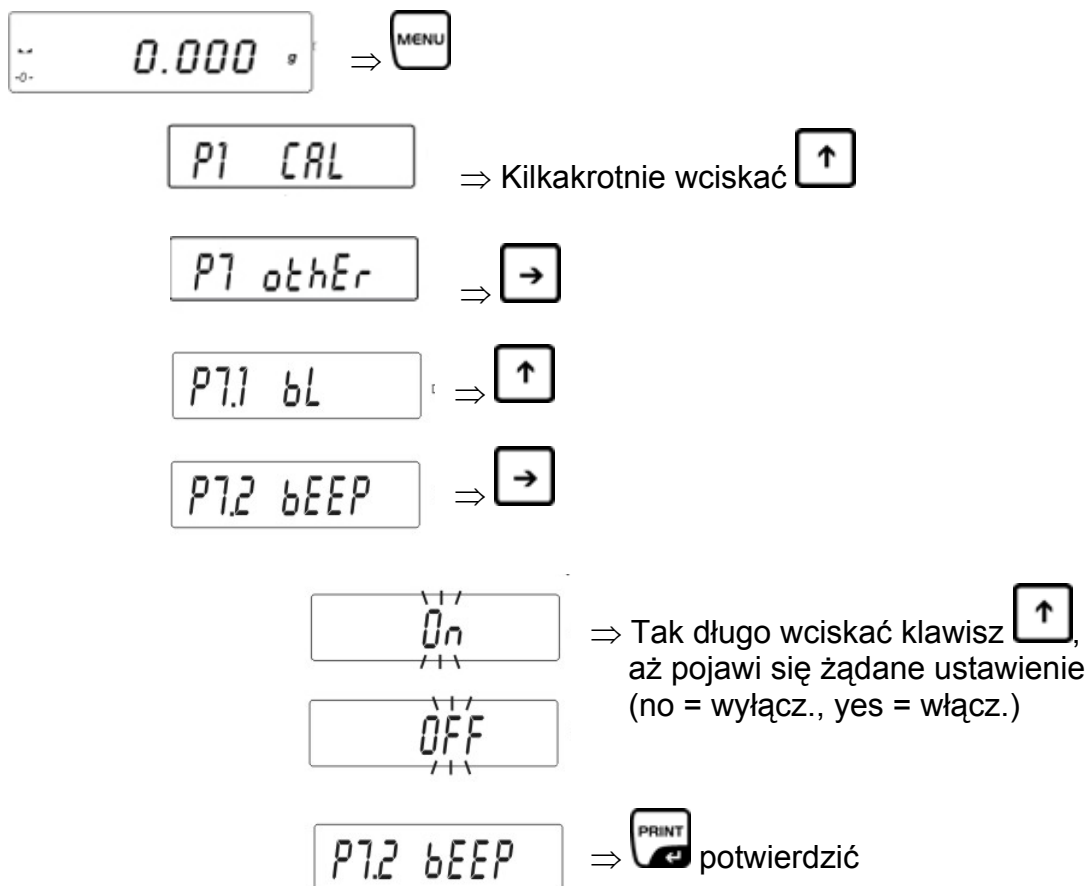 0.000 g ⇒ MENU
-0-
P1 CAL ⇒ Kilkakrotnie wciskać ↑
P7 othEr ⇒ →
P7.1 bL ⇒ ↑
P7.2 bEEP ⇒ →
On ⇒ Tak długo wciskać klawisz ↑,
aż pojawi się żądane ustawienie
(no = wyłącz., yes = włącz.)
OFF
P7.2 bEEP ⇒ PRINT potwierdzić